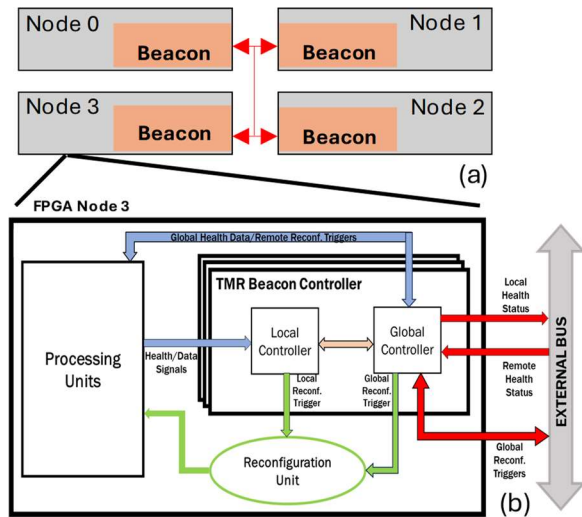 Node 0
Beacon
Node 1
Beacon
Node 3
Beacon
Node 2
Beacon
(a)
FPGA Node 3
Global Health Data/Remote Reconf. Triggers
TMR Beacon Controller
Processing
Units
Health/Data
Signals
Local
Controller
Global
Controller
Local
Reconf.
Trigger
Global
Reconf.
Trigger
Reconfiguration
Unit
Local
Health
Status
Remote
Health
Status
Global
Reconf.
Triggers
EXTERNAL BUS
(b)